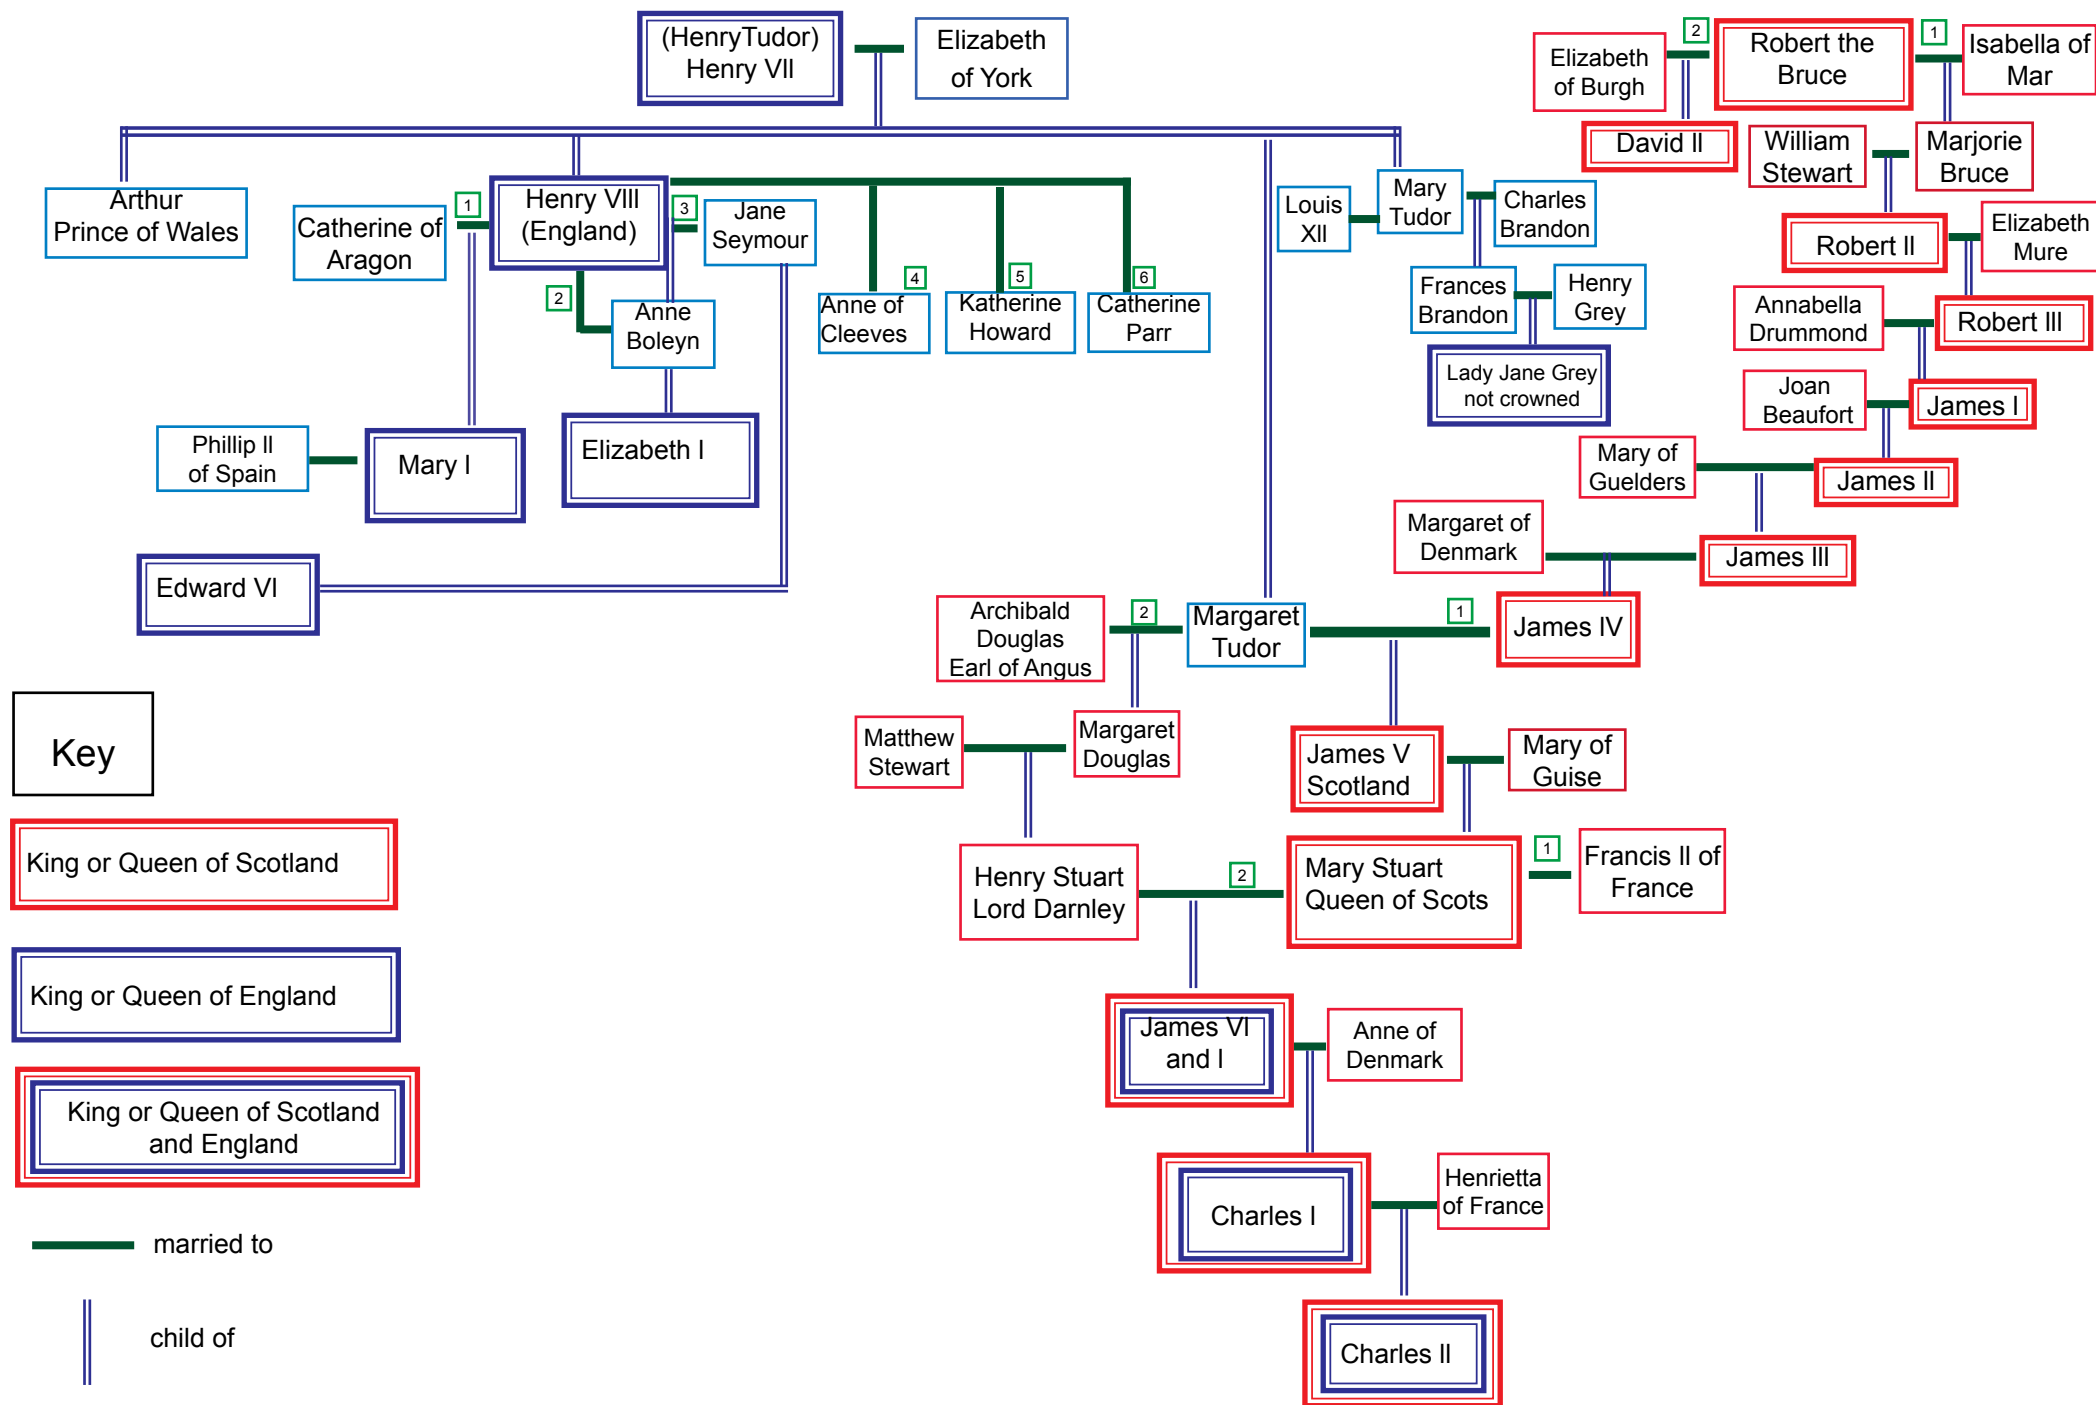 (HenryTudor)
Henry VII
Elizabeth
of York
Elizabeth
of Burgh
2
Robert the
Bruce
1
Isabella of
Mar
David II
William
Stewart
Marjorie
Bruce
Arthur
Prince of Wales
Catherine of
Aragon
1
Henry VIII
(England)
3
Jane
Seymour
2
Anne
Boleyn
4
Anne of
Cleeves
5
Katherine
Howard
6
Catherine
Parr
Louis
XII
Mary
Tudor
Charles
Brandon
Robert II
Elizabeth
Mure
Frances
Brandon
Henry
Grey
Annabella
Drummond
Robert III
Lady Jane Grey
not crowned
Joan
Beaufort
James I
Phillip II
of Spain
Mary I
Elizabeth I
Mary of
Guelders
James II
Margaret of
Denmark
James III
Edward VI
Archibald
Douglas
Earl of Angus
2
Margaret
Tudor
1
James IV
Matthew
Stewart
Margaret
Douglas
James V
Scotland
Mary of
Guise
Henry Stuart
Lord Darnley
2
Mary Stuart
Queen of Scots
1
Francis II of
France
James VI
and I
Anne of
Denmark
Charles I
Henrietta
of France
Charles II
Key
King or Queen of Scotland
King or Queen of England
King or Queen of Scotland
and England
married to
child of